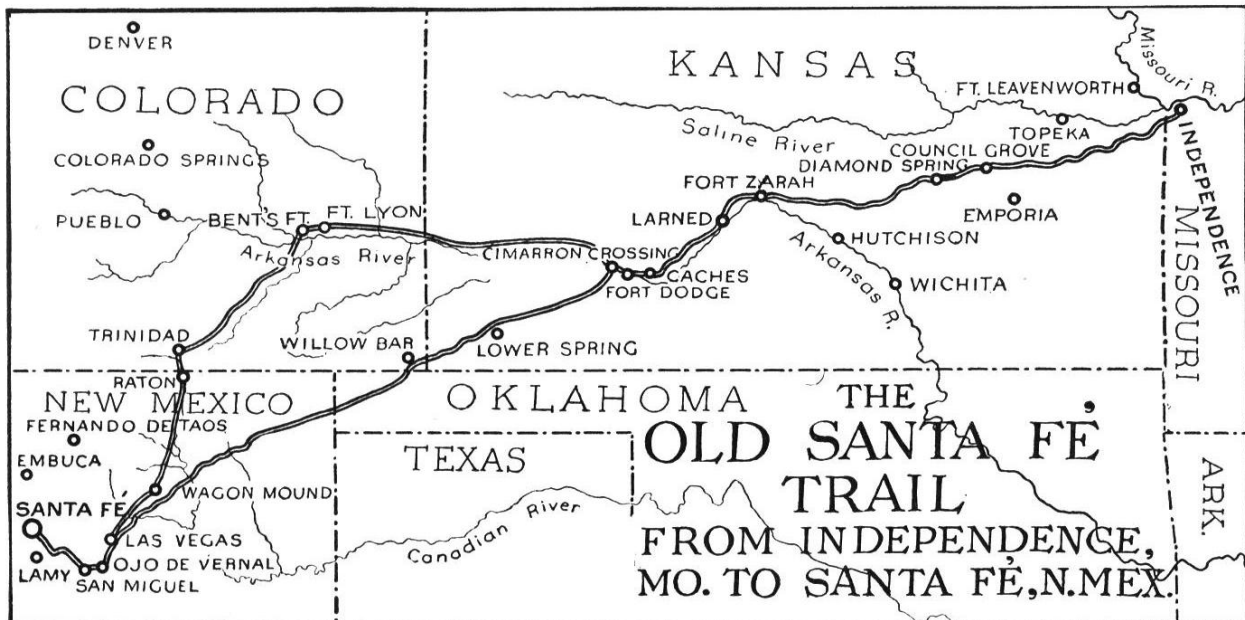 DENVER
COLORADO
COLORADO SPRINGS
PUEBLO
BENT'S FT.
FT. LYON
Arkansas River
TRINIDAD
KANSAS
Missouri R.
FT. LEAVENWORTH
TOPEKA
Saline River
COUNCIL GROVE
DIAMOND SPRING
FORT ZARAH
INDEPENDENCE
EMPORIA
LARNED
HUTCHISON
Arkansas R.
WICHITA
CIMARRON CROSSING
CACHES
FORT DODGE
MISSOURI
WILLOW BAR
LOWER SPRING
RATON
NEW MEXICO
FERNANDO DE TAOS
EMBUCA
SANTA FÉ
WAGON MOUND
LAS VEGAS
OJO DE VERNAL
LAMY
SAN MIGUEL
OKLAHOMA
TEXAS
Canadian River
ARK.
THE
OLD SANTA FÉ
TRAIL
FROM INDEPENDENCE,
MO. TO SANTA FÉ, N.MEX.